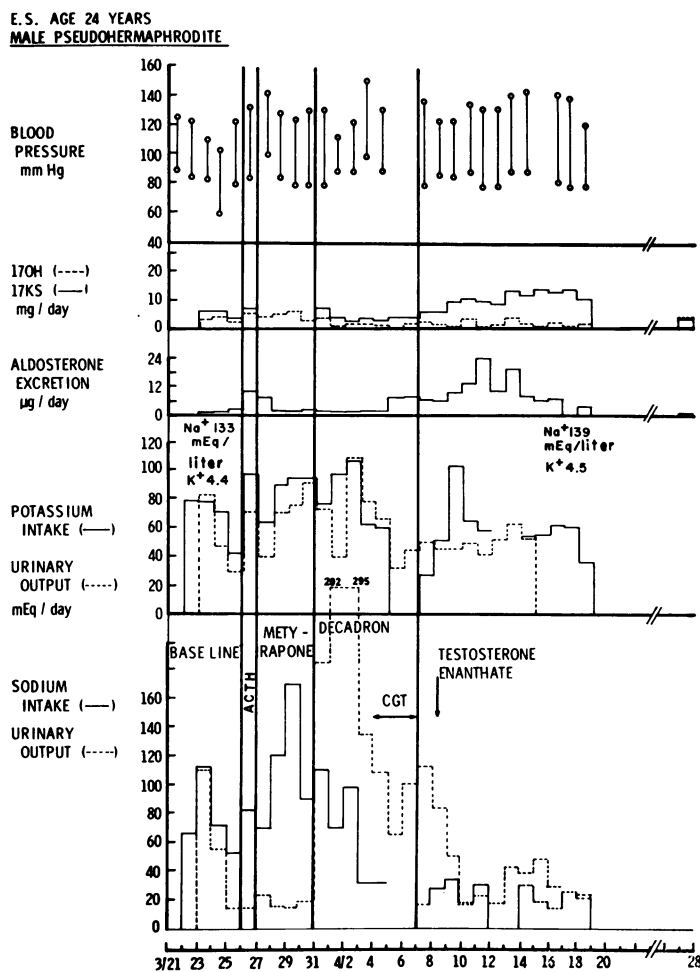 E.S. AGE 24 YEARS
MALE PSEUDOHERMAPHRODITE
BLOOD
PRESSURE
mm Hg
160
140
120
100
80
60
40
17OH (----)
17KS (—)
mg / day
20
10
0
ALDOSTERONE
EXCRETION
µg / day
24
12
0
Na+ 133
mEq /
liter
K+ 4.4
Na+139
mEq/liter
K+ 4.5
POTASSIUM
INTAKE (—)
URINARY
OUTPUT (----)
mEq / day
120
100
80
60
40
20
0
282 295
BASE LINE
ACTH
METY-
RAPONE
DECADRON
CGT
TESTOSTERONE
ENANTHATE
SODIUM
INTAKE (—)
URINARY
OUTPUT (----)
160
140
120
100
80
60
40
20
0
3/21 23 25 27 29 31 4/2 4 6 8 10 12 14 16 18 20 28